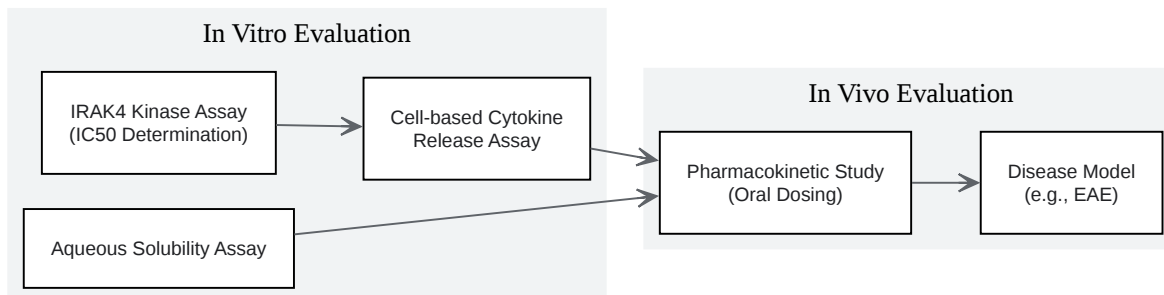 In Vitro Evaluation
IRAK4 Kinase Assay
(IC50 Determination)
Cell-based Cytokine
Release Assay
Aqueous Solubility Assay
In Vivo Evaluation
Pharmacokinetic Study
(Oral Dosing)
Disease Model
(e.g., EAE)